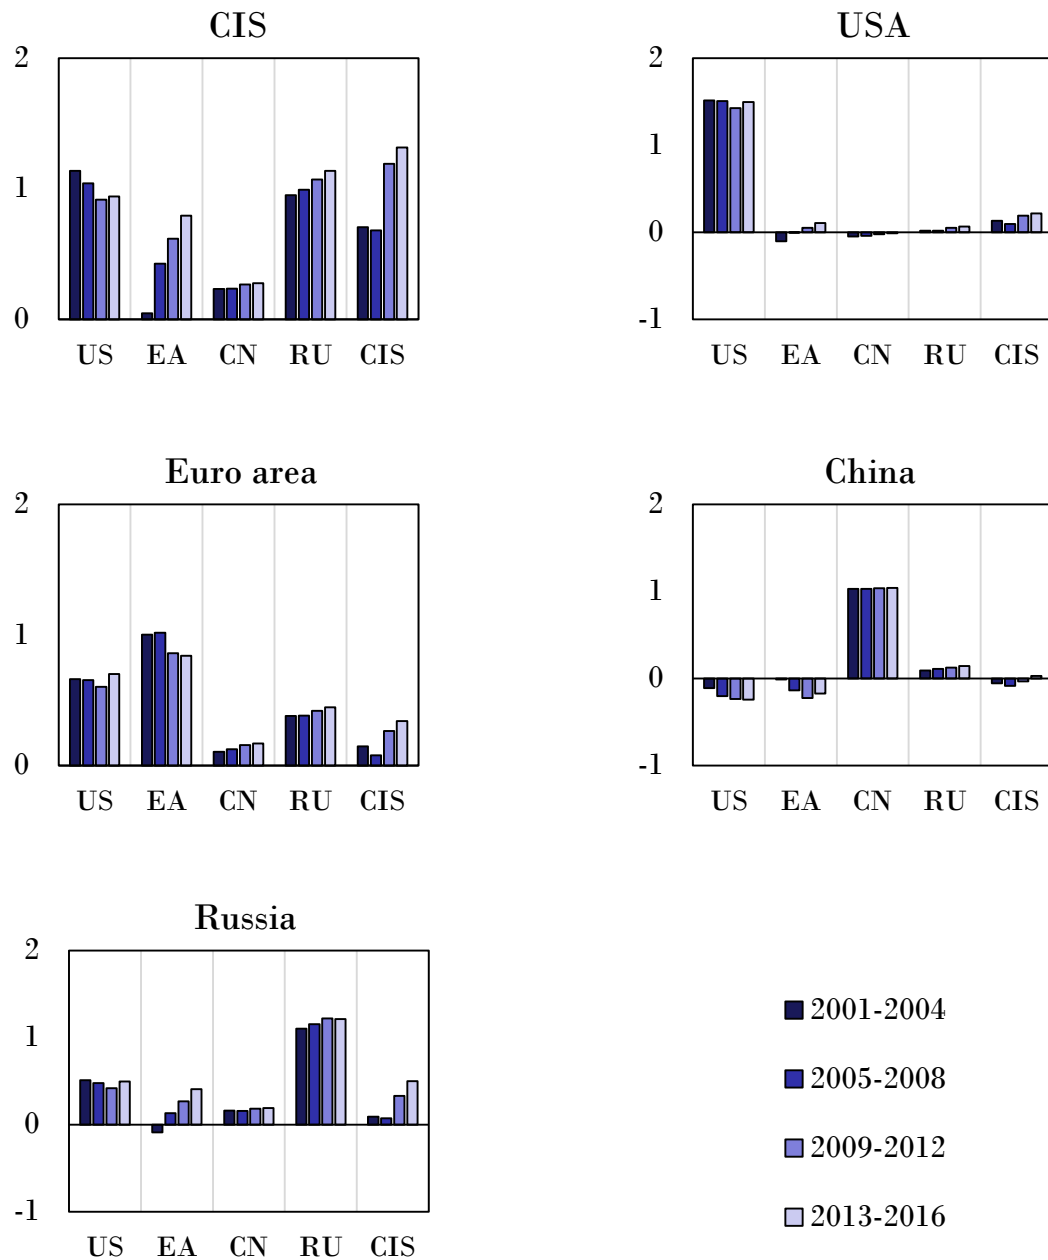 CIS
2
1
0
US EA CN RU CIS
USA
2
1
0
-1
US EA CN RU CIS
Euro area
2
1
0
US EA CN RU CIS
China
2
1
0
-1
US EA CN RU CIS
Russia
2
1
0
-1
US EA CN RU CIS
2001-2004
2005-2008
2009-2012
2013-2016